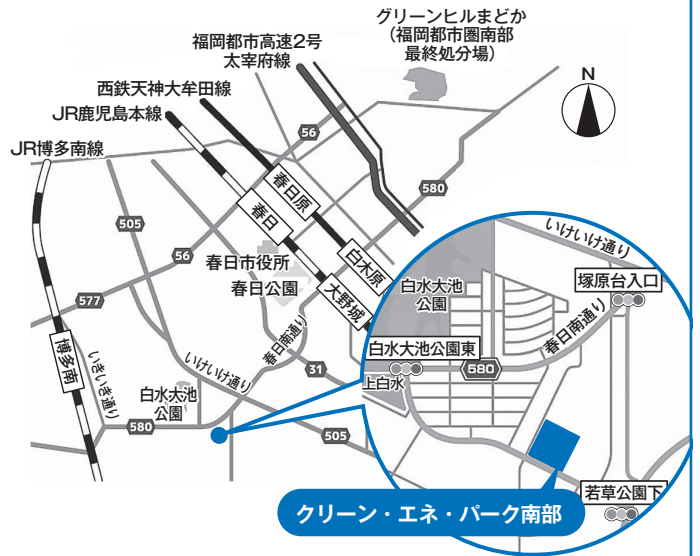 グリーンヒルまどか
（福岡都市圏南部
最終処分場）
福岡都市高速2号
太宰府線
西鉄天神大牟田線
JR鹿児島本線
JR博多南線
N
56
580
505
春日原
春日
56
577
春日市役所
春日公園
白木原
大野城
春日南通り
31
博多南
いきいき通り
いけいけ通り
白水大池
公園
580
505
いけいけ通り
塚原台入口
白水大池
公園
春日南通り
白水大池公園東
580
上白水
若草公園下
クリーン・エネ・パーク南部